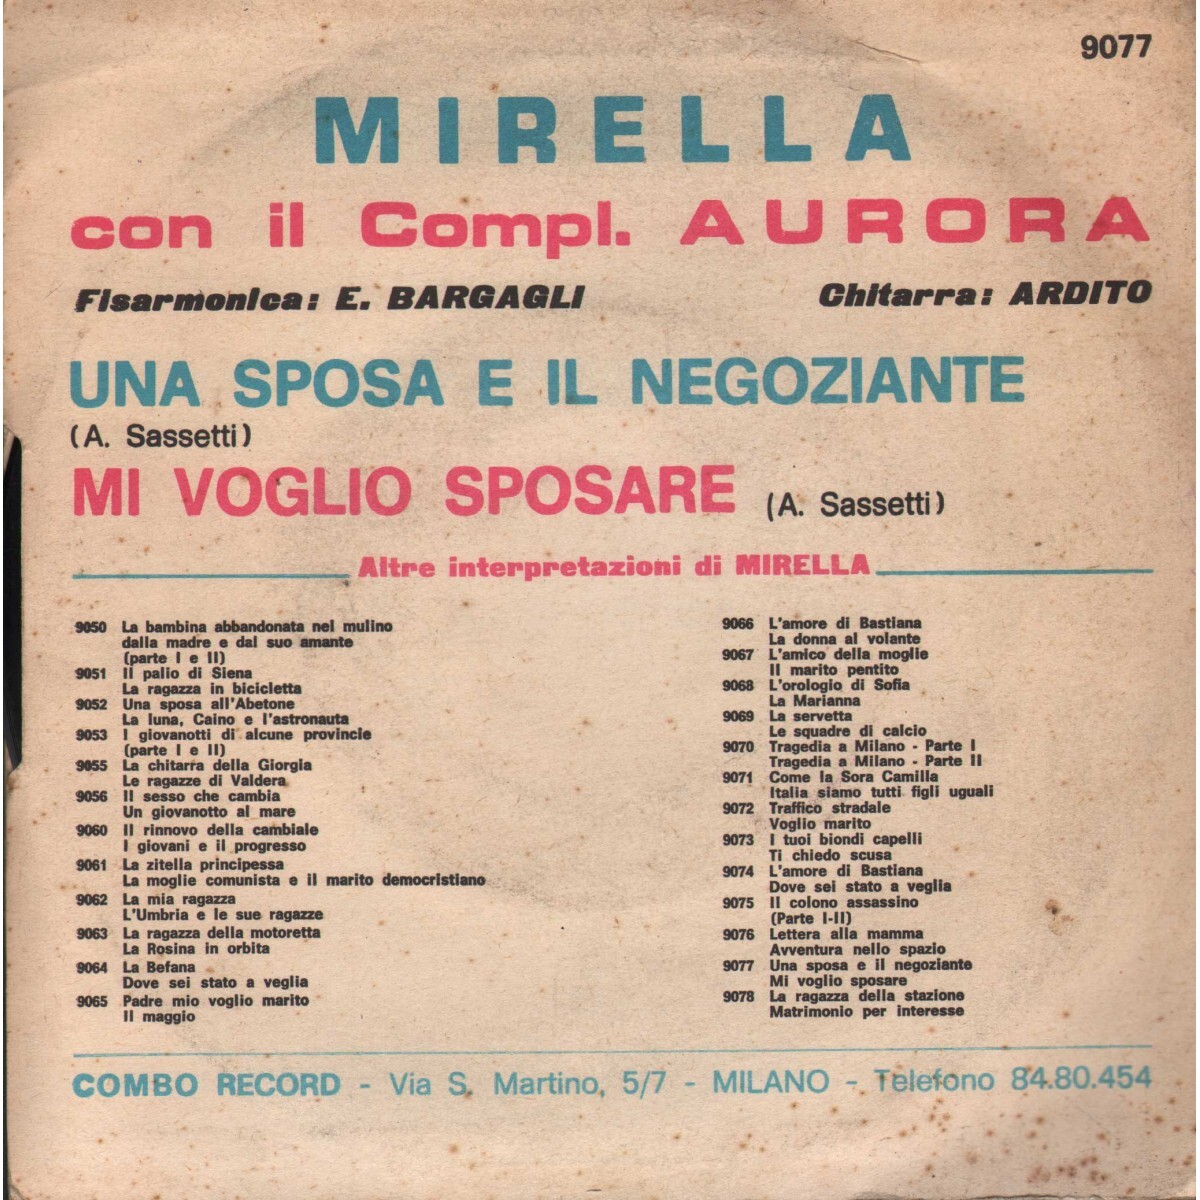 9077
MIRELLA
con il Compl. AURORA
Fisarmonica: E. BARGAGLI Chitarra: ARDITO
UNA SPOSA E IL NEGOZIANTE
(A. Sassetti)
MI VOGLIO SPOSARE (A. Sassetti)
Altre interpretazioni di MIRELLA
9050 La bambina abbandonata nel mulino
dalla madre e dal suo amante
(parte I e II)
9051 Il palio di Siena
La ragazza in bicicletta
9052 Una sposa all'Abetone
La luna, Caino e l'astronauta
9053 I giovanotti di alcune provincie
(parte I e II)
9055 La chitarra della Giorgia
Le ragazze di Valdera
9056 Il sesso che cambia
Un giovanotto al mare
9060 Il rinnovo della cambiale
I giovani e il progresso
9061 La zitella principessa
La moglie comunista e il marito democristiano
9062 La mia ragazza
L'Umbria e le sue ragazze
9063 La ragazza della motoretta
La Rosina in orbita
9064 La Befana
Dove sei stato a veglia
9065 Padre mio voglio marito
Il maggio
9066 L'amore di Bastiana
La donna al volante
9067 L'amico della moglie
Il marito pentito
9068 L'orologio di Sofia
La Marianna
9069 La servetta
Le squadre di calcio
9070 Tragedia a Milano - Parte I
Tragedia a Milano - Parte II
9071 Come la Sora Camilla
Italia siamo tutti figli uguali
9072 Traffico stradale
Voglio marito
9073 I tuoi biondi capelli
Ti chiedo scusa
9074 L'amore di Bastiana
Dove sei stato a veglia
9075 Il colono assassino
(Parte I-II)
9076 Lettera alla mamma
Avventura nello spazio
9077 Una sposa e il negoziante
Mi voglio sposare
9078 La ragazza della stazione
Matrimonio per interesse
COMBO RECORD - Via S. Martino, 5/7 - MILANO - Telefono 84.80.454